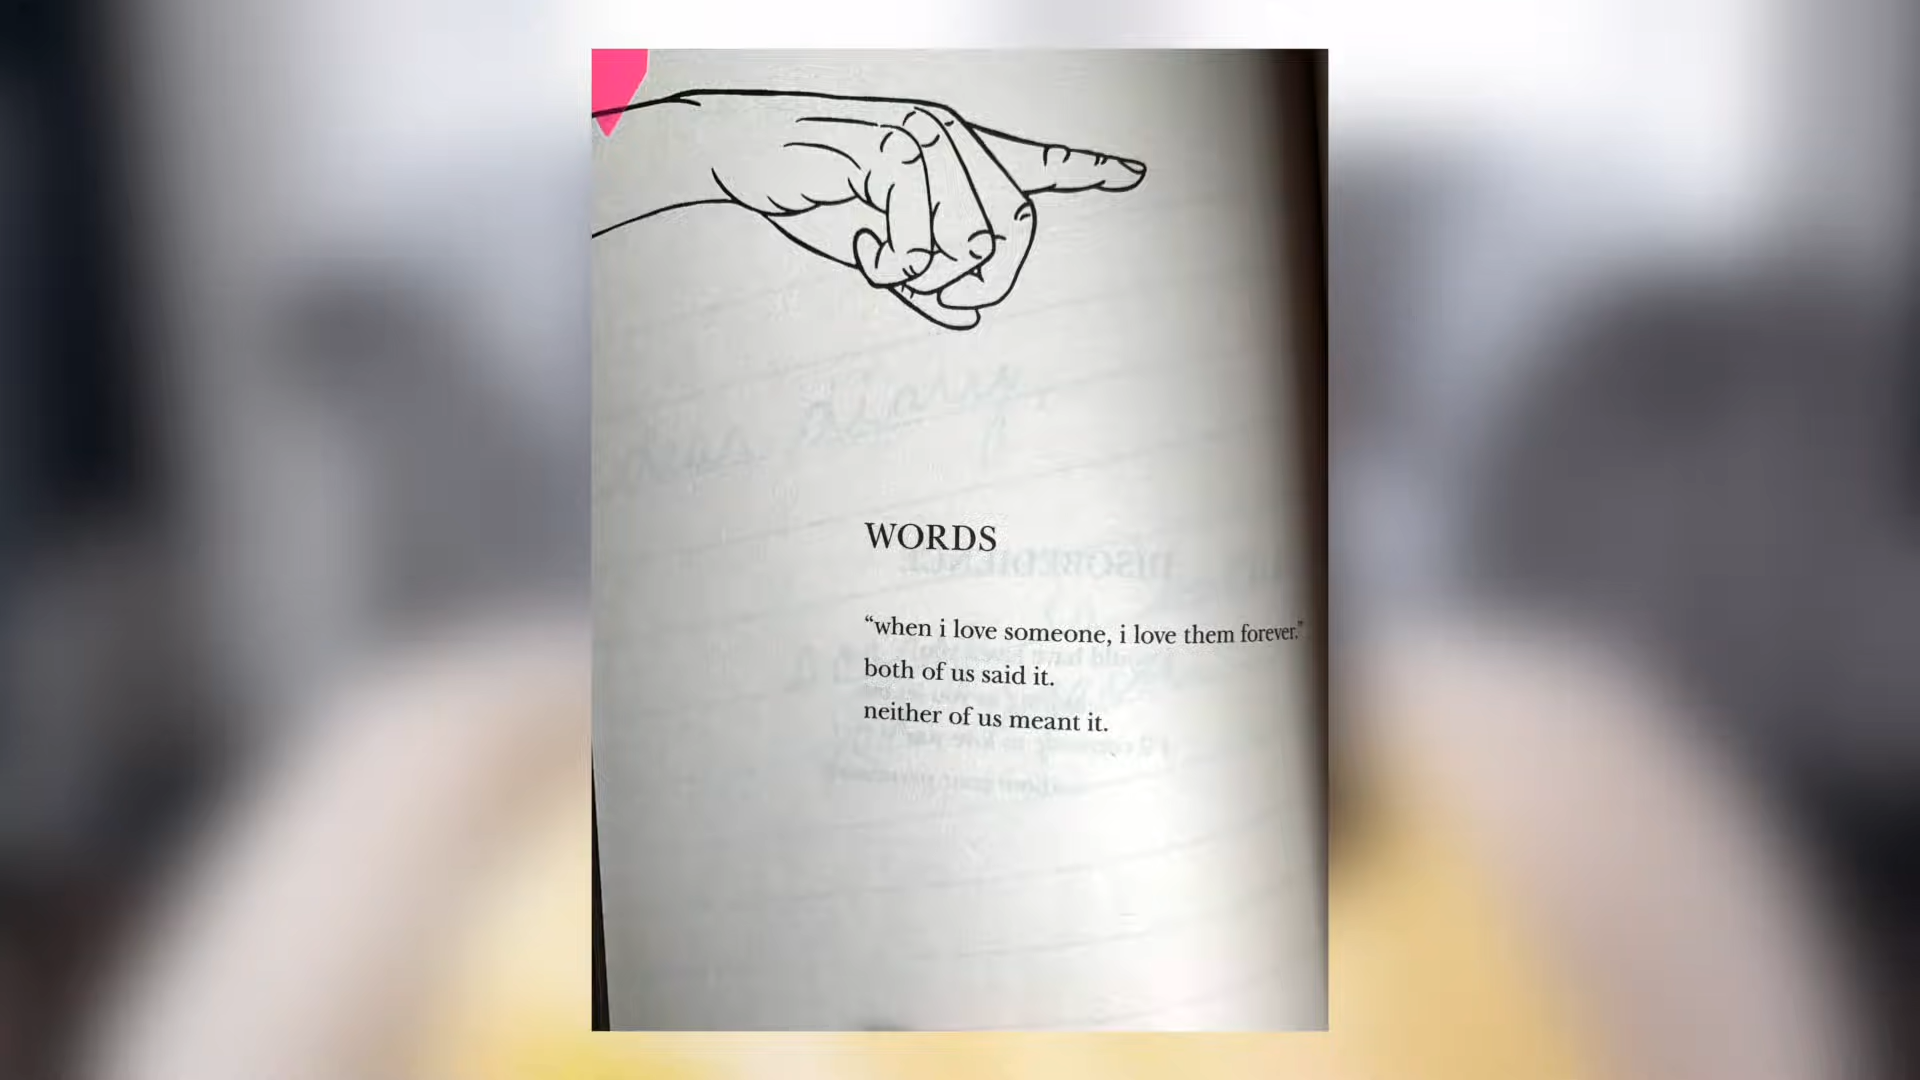 WORDS
“when i love someone, i love them forever.”
both of us said it.
neither of us meant it.